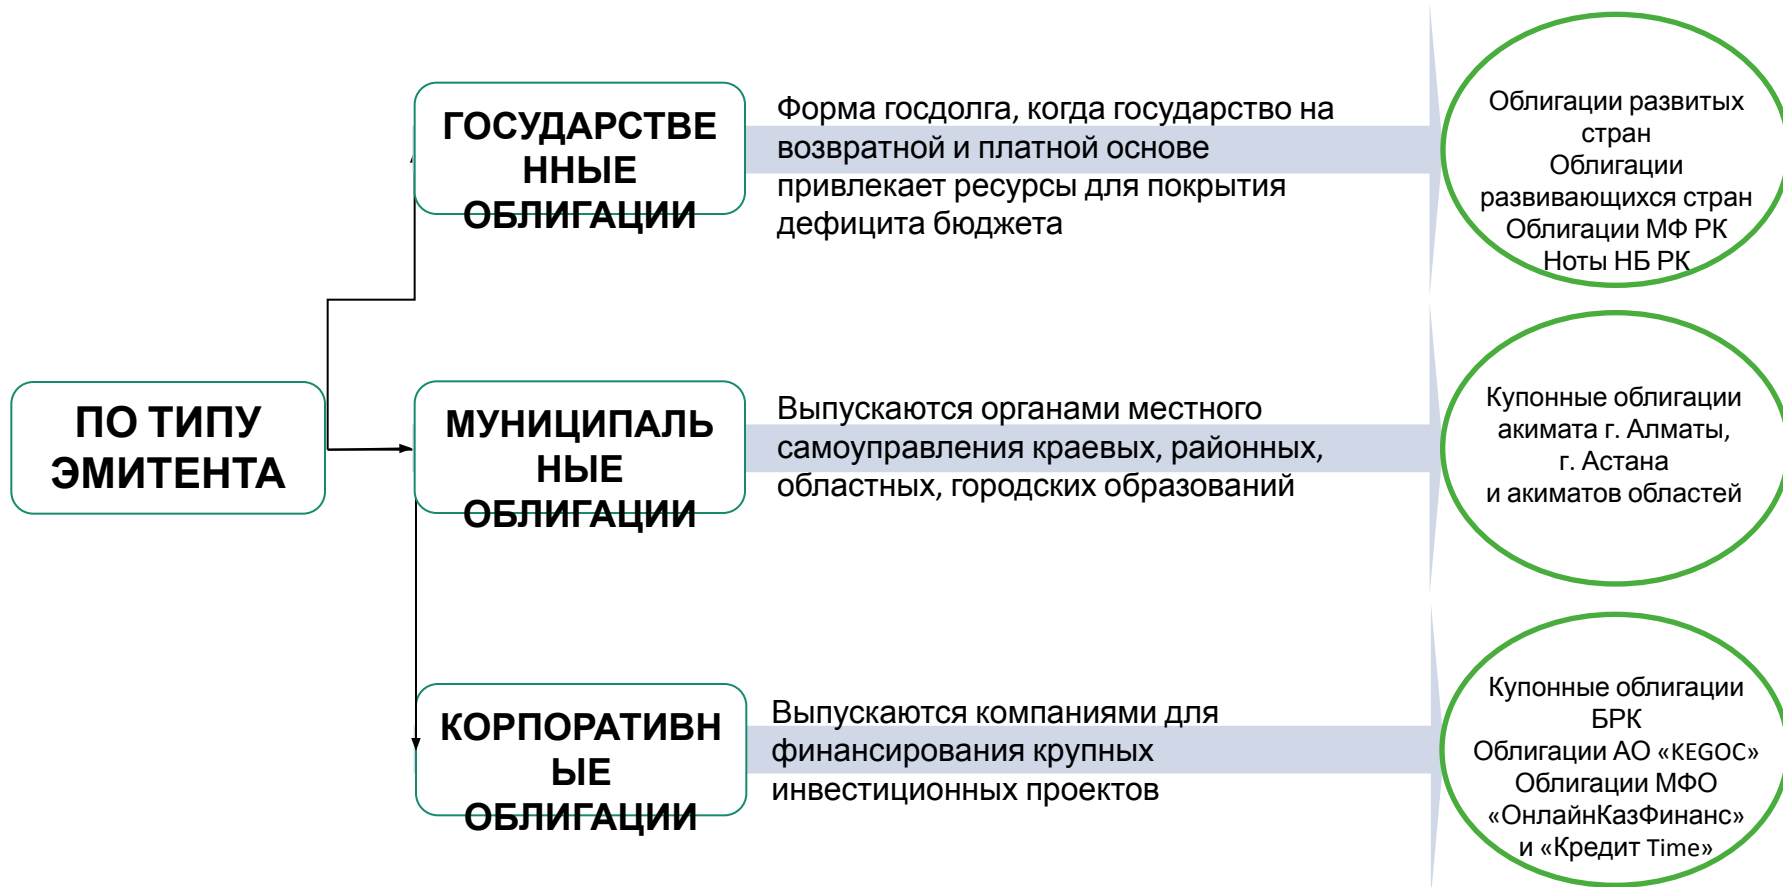 ПО ТИПУ
ЭМИТЕНТА
ГОСУДАРСТВЕ
ННЫЕ
ОБЛИГАЦИИ
Форма госдолга, когда государство на
возвратной и платной основе
привлекает ресурсы для покрытия
дефицита бюджета
Облигации развитых
стран
Облигации
развивающихся стран
Облигации МФ РК
Ноты НБ РК
МУНИЦИПАЛЬ
НЫЕ
ОБЛИГАЦИИ
Выпускаются органами местного
самоуправления краевых, районных,
областных, городских образований
Купонные облигации
акимата г. Алматы,
г. Астана
и акиматов областей
КОРПОРАТИВН
ЫЕ
ОБЛИГАЦИИ
Выпускаются компаниями для
финансирования крупных
инвестиционных проектов
Купонные облигации
БРК
Облигации АО «KEGOC»
Облигации МФО
«ОнлайнКазФинанс»
и «Кредит Time»